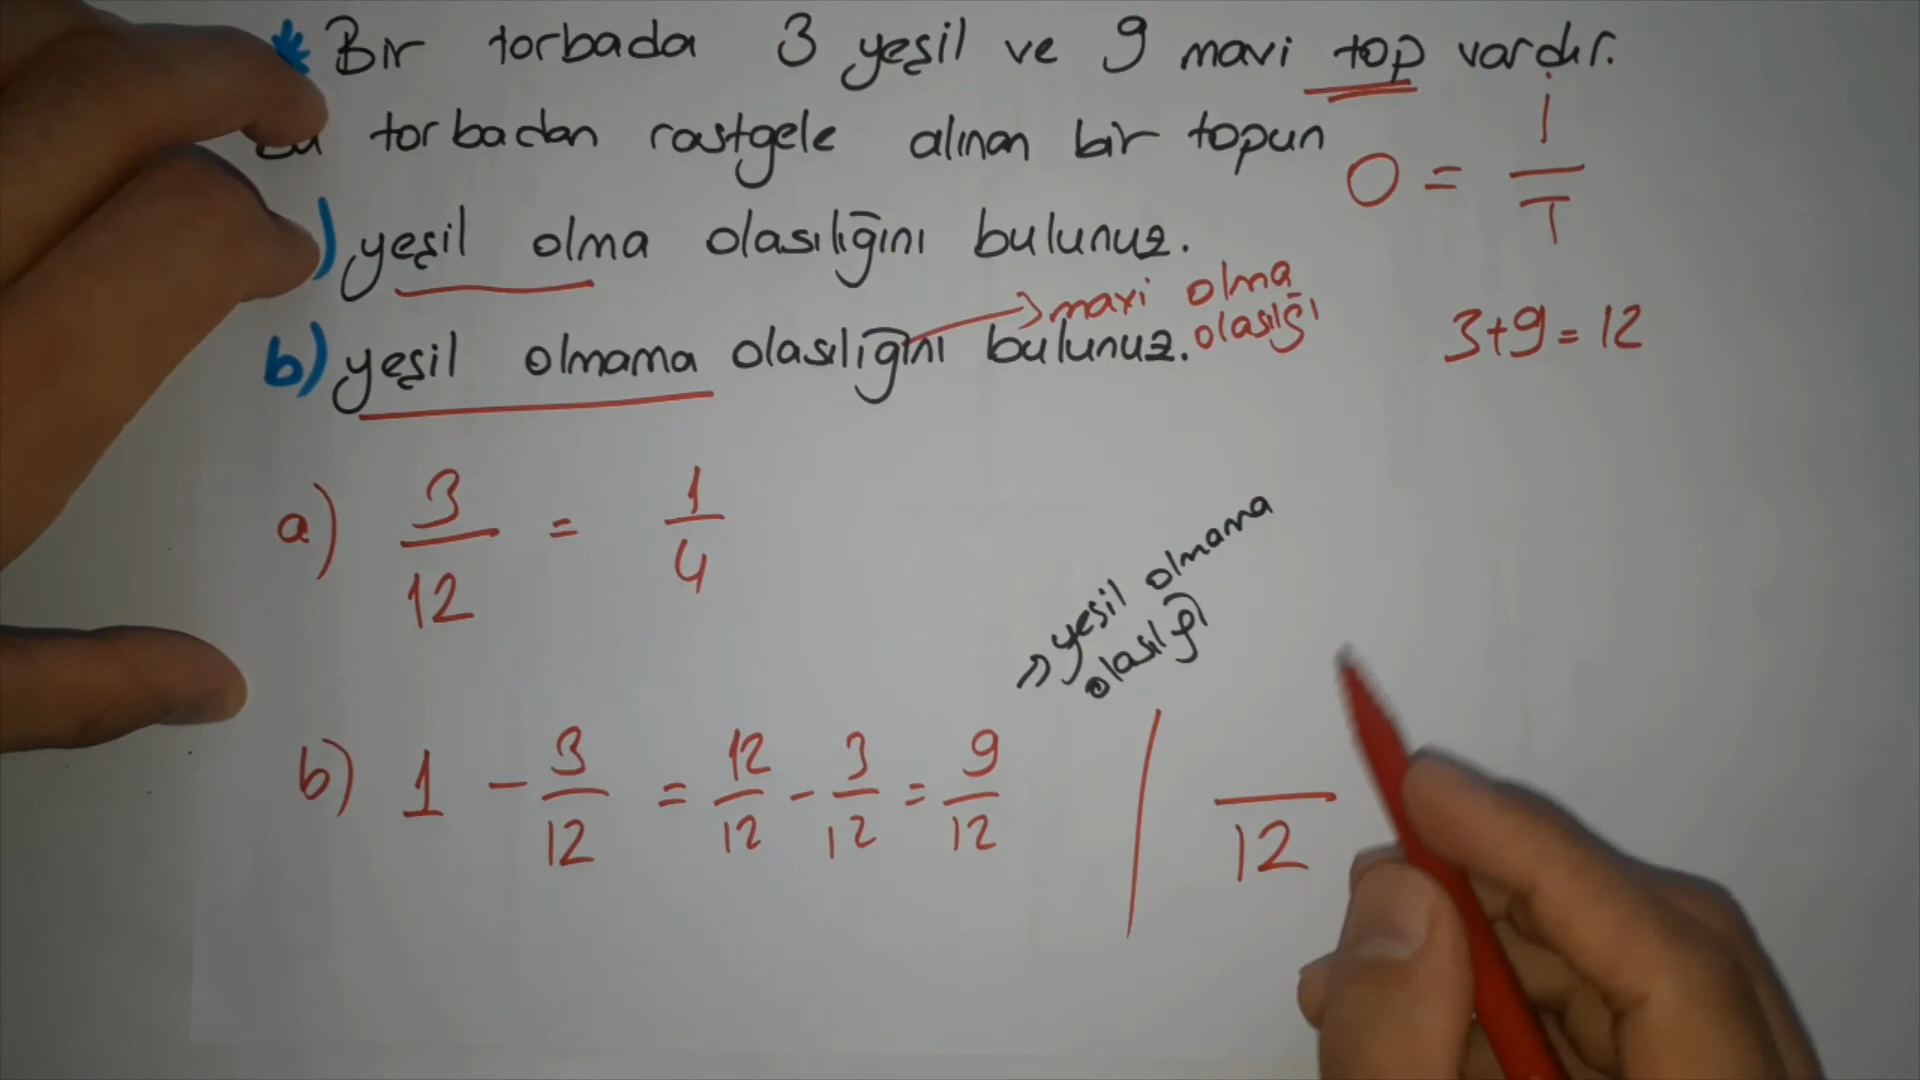 * Bir torbada 3 yeşil ve 9 mavi top vardır.
torbadan rastgele alınan bir topun
O = İ / T
) yeşil olma olasılığını bulunuz.
mavi olma olasılığı
b) yeşil olmama olasılığını bulunuz.
3+9=12
a) 3/12 = 1/4
yeşil olmama
olasılğı
b) 1 - 3/12 = 12/12 - 3/12 = 9/12
12